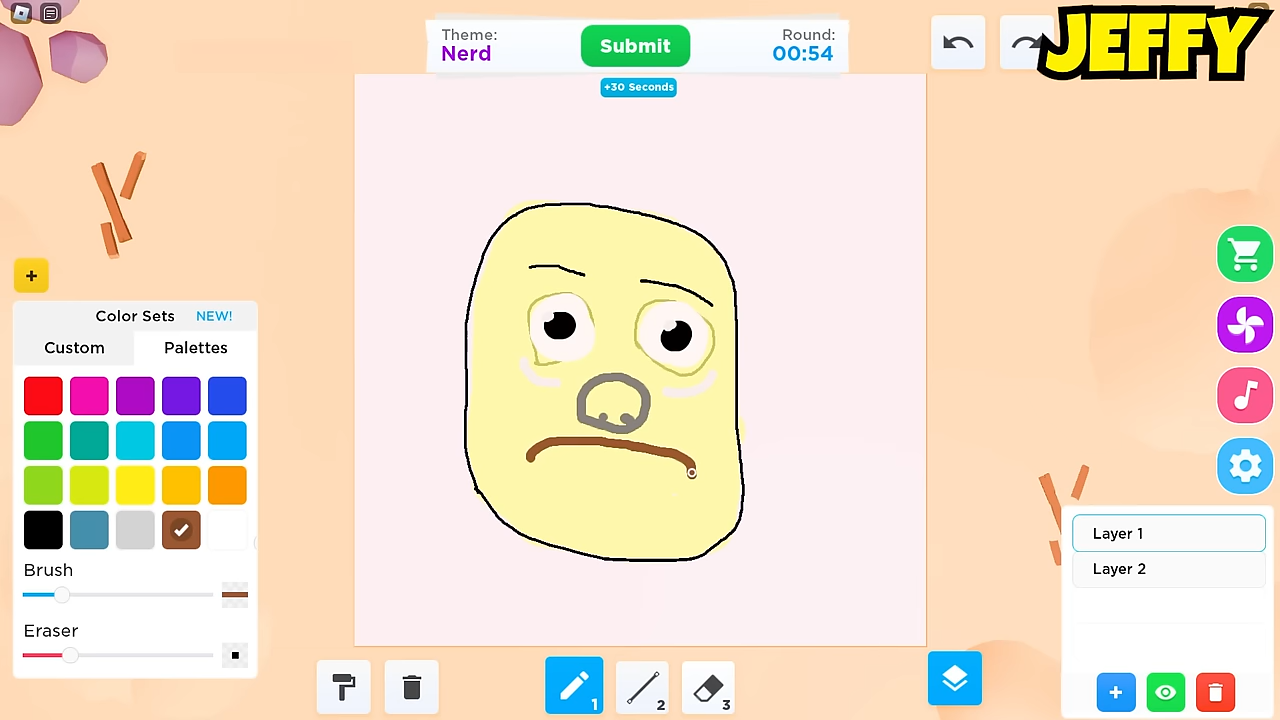 Theme:
Nerd
Submit
Round:
00:54
+30 Seconds
JEFFY
+
Color Sets NEW!
Custom
Palettes
Brush
Eraser
Layer 1
Layer 2
1
2
3
+